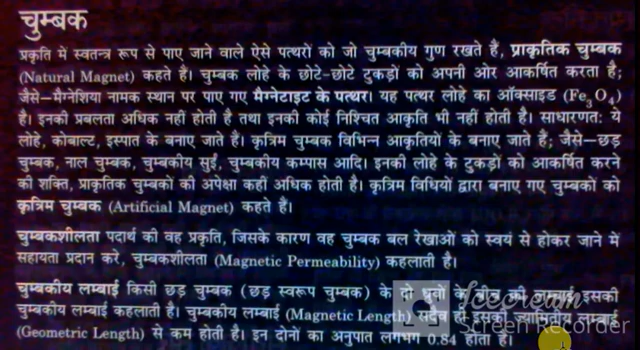 चुम्बक
प्रकृति में स्वतन्त्र रूप से पाए जाने वाले ऐसे पत्थरों को जो चुम्बकीय गुण रखते हैं, प्राकृतिक चुम्बक
(Natural Magnet) कहते हैं। चुम्बक लोहे के छोटे-छोटे टुकड़ों को अपनी ओर आकर्षित करता है;
जैसे—मैग्नेशिया नामक स्थान पर पाए गए मैग्नेटाइट के पत्थर। यह पत्थर लोहे का ऑक्साइड (Fe3O4)
है। इनकी प्रबलता अधिक नहीं होती है तथा इनकी कोई निश्चित आकृति भी नहीं होती है। साधारणत: ये
लोहे, कोबाल्ट, इस्पात के बनाए जाते हैं। कृत्रिम चुम्बक विभिन्न आकृतियों के बनाए जाते है; जैसे—छड़
चुम्बक, नाल चुम्बक, चुम्बकीय सुईं, चुम्बकीय कम्पास आदि। इनकी लोहे के टुकड़ों को आकर्षित करने
की शक्ति, प्राकृतिक चुम्बकों की अपेक्षा कहीं अधिक होती है। कृत्रिम विधियों द्वारा बनाए गए चुम्बकों को
कृत्रिम चुम्बक (Artificial Magnet) कहते हैं।
चुम्बकशीलता पदार्थ की वह प्रकृति, जिसके कारण वह चुम्बक बल रेखाओं को स्वयं से होकर जाने में
सहायता प्रदान करे, चुम्बकशीलता (Magnetic Permeability) कहलाती है।
चुम्बकीय लम्बाई किसी छड़ चुम्बक (छड़ स्वरूप चुम्बक) के दो ध्रुवों के बीच की लम्बाई इसकी
चुम्बकीय लम्बाई कहलाती है। चुम्बकीय लम्बाई (Magnetic Length) सदैव ही इसकी ज्यामितीय लम्बाई
(Geometric Length) से कम होती है। इन दोनों का अनुपात लगभग 0.84 होता है।
Icecream
Screen Recorder